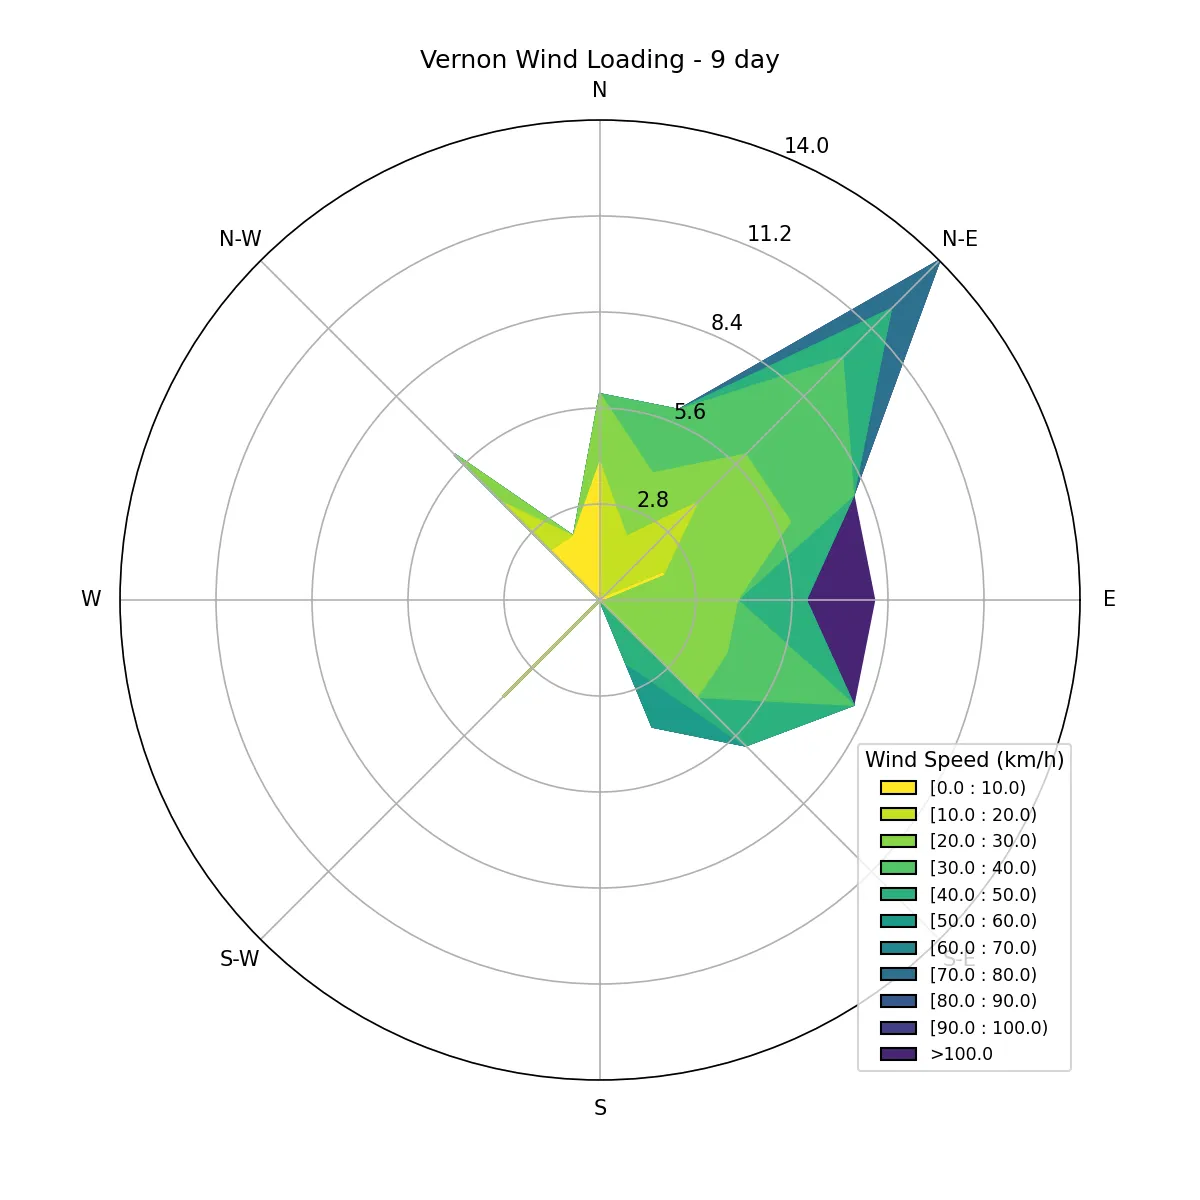 Vernon Wind Loading - 9 day
N
14.0
11.2
N-W
N-E
8.4
5.6
2.8
W
E
Wind Speed (km/h)
[0.0 : 10.0)
[10.0 : 20.0)
[20.0 : 30.0)
[30.0 : 40.0)
[40.0 : 50.0)
[50.0 : 60.0)
[60.0 : 70.0)
[70.0 : 80.0)
[80.0 : 90.0)
[90.0 : 100.0)
>100.0
S-W
S-E
S